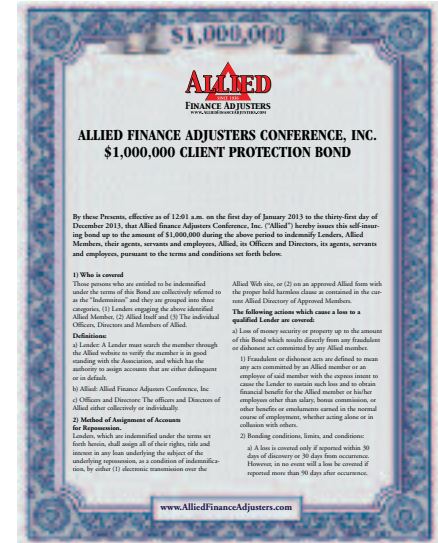 $1,000,000
ALLIED
SINCE 1936
FINANCE ADJUSTERS
WWW.ALLIEDFINANCEADJUSTERS.COM
ALLIED FINANCE ADJUSTERS CONFERENCE, INC.
$1,000,000 CLIENT PROTECTION BOND
By these Presents, effective as of 12:01 a.m. on the first day of January 2013 to the thirty-first day of
December 2013, that Allied finance Adjusters Conference, Inc. ("Allied") hereby issues this self-insur-
ing bond up to the amount of $1,000,000 during the above period to indemnify Lenders, Allied
Members, their agents, servants and employees, Allied, its Officers and Directors, its agents, servants
and employees, pursuant to the terms and conditions set forth below.
1) Who is covered
Those persons who are entitled to be indemnified
under the terms of this Bond are collectively referred to
as the "Indemnitees" and they are grouped into three
categories, (1) Lenders engaging the above identified
Allied Member, (2) Allied Itself and (3) The individual
Officers, Directors and Members of Allied.
Definitions:
a) Lender: A Lender must search the member through
the Allied website to verify the member is in good
standing with the Association, and which has the
authority to assign accounts that are either delinquent
or in default.
b) Allied: Allied Finance Adjusters Conference, Inc
c) Officers and Directors: The officers and Directors of
Allied either collectively or individually.
2) Method of Assignment of Accounts
for Repossession.
Lenders, which are indemnified under the terms set
forth herein, shall assign all of their rights, title and
interest in any loan underlying the subject of the
underlying repossession, as a condition of indemnifica-
tion, by either (1) electronic transmission over the
Allied Web site, or (2) on an approved Allied form with
the proper hold harmless clause as contained in the cur-
rent Allied Directory of Approved Members.
The following actions which cause a loss to a
qualified Lender are covered:
a) Loss of money security or property up to the amount
of this Bond which results directly from any fraudulent
or dishonest act committed by any Allied member.
1) Fraudulent or dishonest acts are defined to mean
any acts committed by an Allied member or an
employee of said member with the express intent to
cause the Lender to sustain such loss and to obtain
financial benefit for the Allied member or his/her
employees other than salary, bonus commission, or
other benefits or emoluments earned in the normal
course of employment, whether acting alone or in
collusion with others.
2) Bonding conditions, limits, and conditions:
a) A loss is covered only if reported within 30
days of discovery or 30 days from occurrence.
However, in no event will a loss be covered if
reported more than 90 days after occurrence.
www.AlliedFinanceAdjusters.com